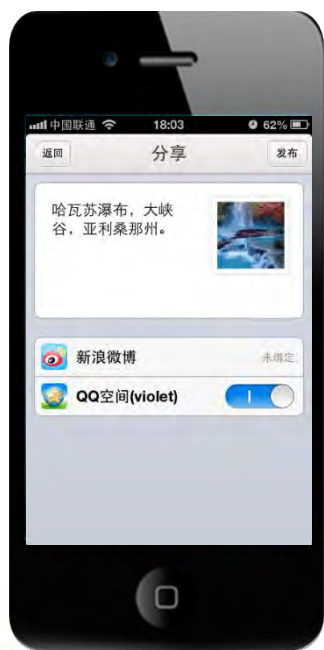 中国联通 18:03 62%
返回 分享 发布
哈瓦苏瀑布，大峡
谷，亚利桑那州。
新浪微博 未绑定
QQ空间(violet)